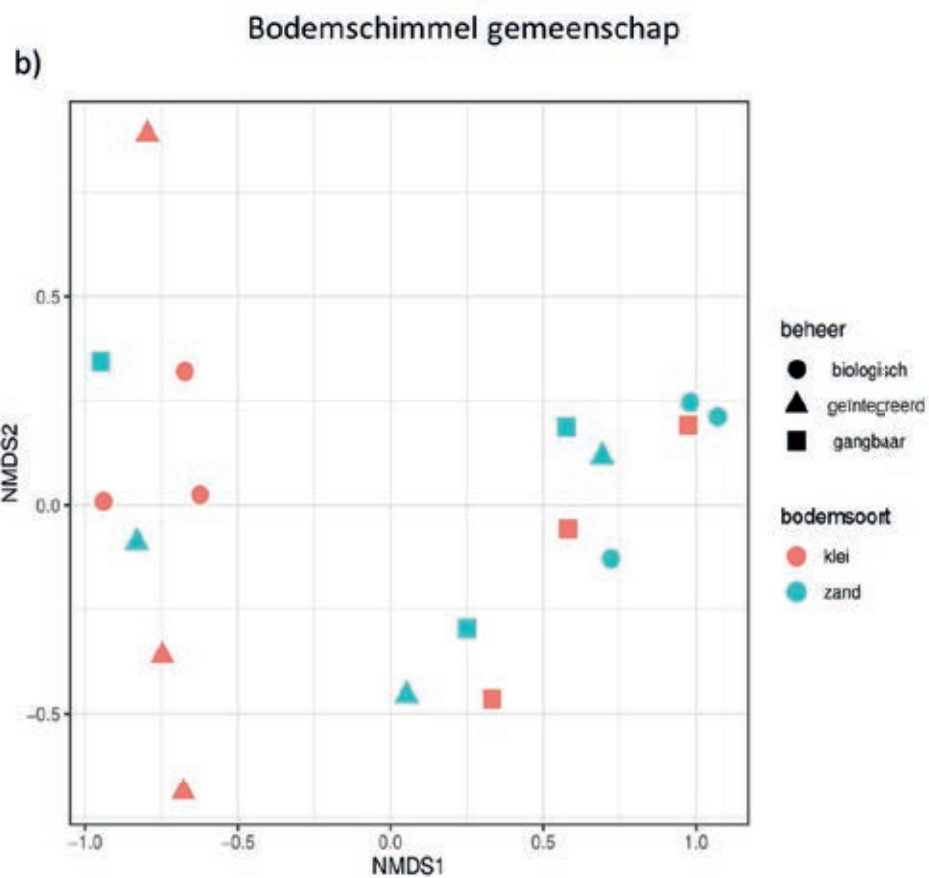 Bodemschimmel gemeenschap
b)
NMDS2
0.5
0.0
-0.5
-1.0 -0.5 0.0 0.5 1.0
NMDS1
beheer
biologisch
geïntegreerd
gangbaar
bodemsoort
klei
zand